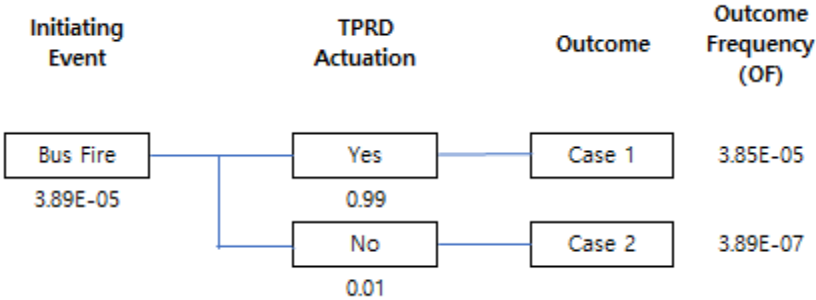 Initiating
Event
TPRD
Actuation
Outcome
Outcome
Frequency
(OF)
Bus Fire
Yes
Case 1
3.85E-05
3.89E-05
0.99
No
Case 2
3.89E-07
0.01